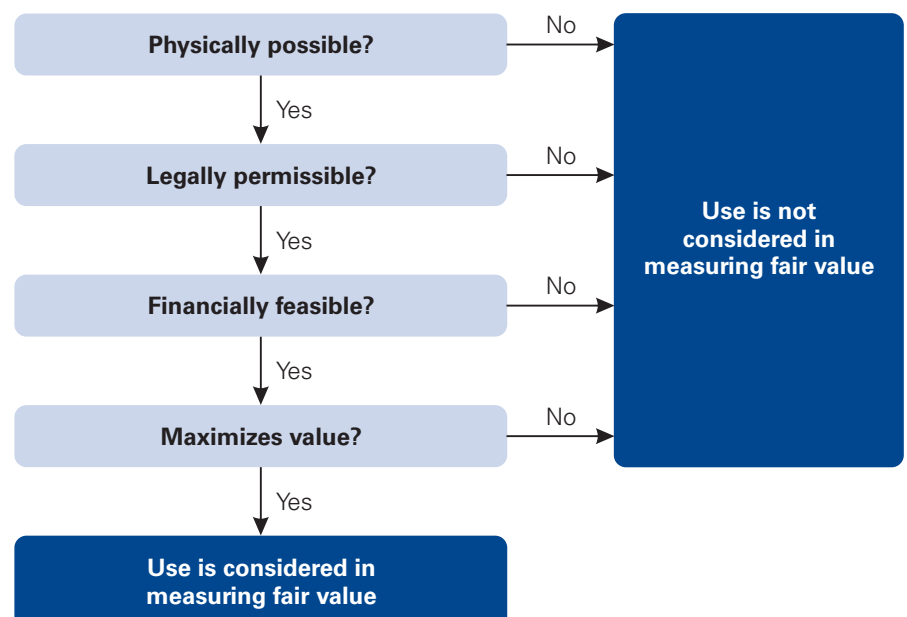 Physically possible?
No
Yes
Legally permissible?
No
Yes
Financially feasible?
No
Yes
Maximizes value?
No
Yes
Use is considered in
measuring fair value
Use is not
considered in
measuring fair value